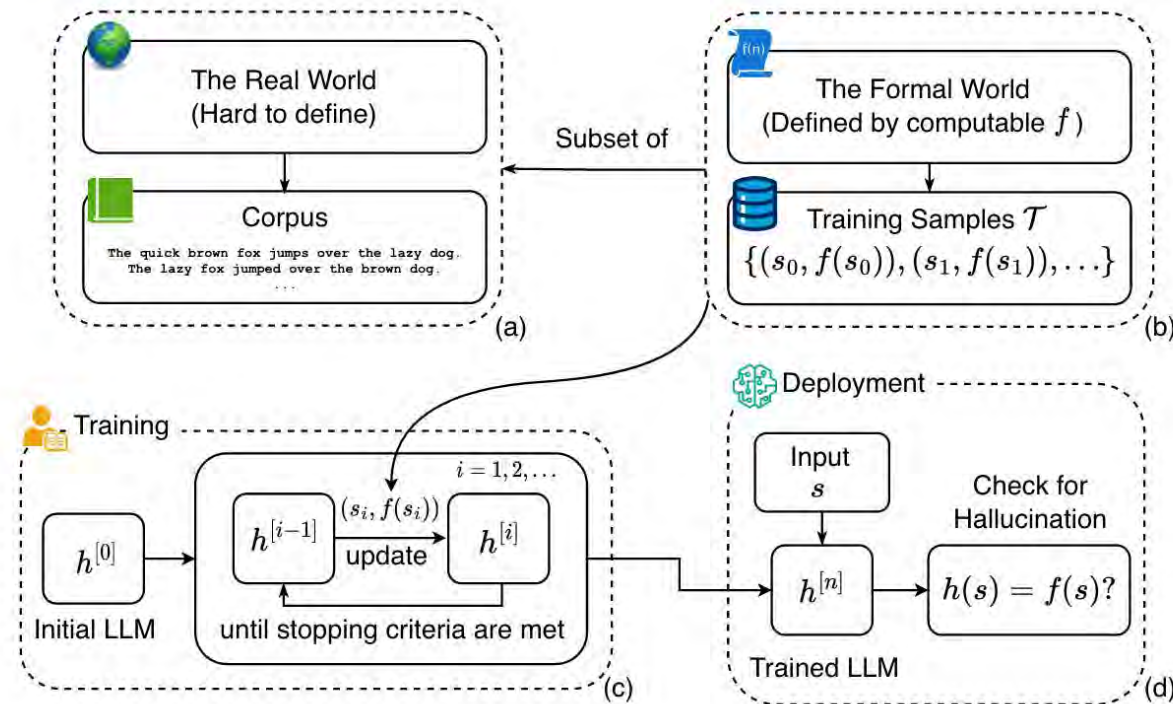 The Real World
(Hard to define)
Corpus
The quick brown fox jumps over the lazy dog.
The lazy fox jumped over the brown dog.
...
(a)
Subset of
f(n)
The Formal World
(Defined by computable f)
Training Samples 𝒯
{(s₀, f(s₀)), (s₁, f(s₁)), ...}
(b)
Training
h^[0]
Initial LLM
i = 1, 2, ...
h^[i−1]
(sᵢ, f(sᵢ))
update
h^[i]
until stopping criteria are met
(c)
Deployment
Input
s
h^[n]
Trained LLM
Check for
Hallucination
h(s) = f(s)?
(d)